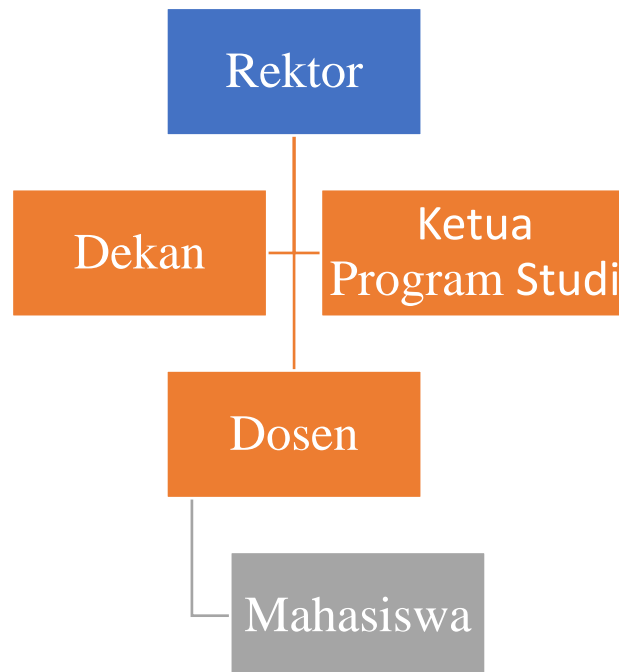 Rektor
Dekan
Ketua
Program Studi
Dosen
Mahasiswa